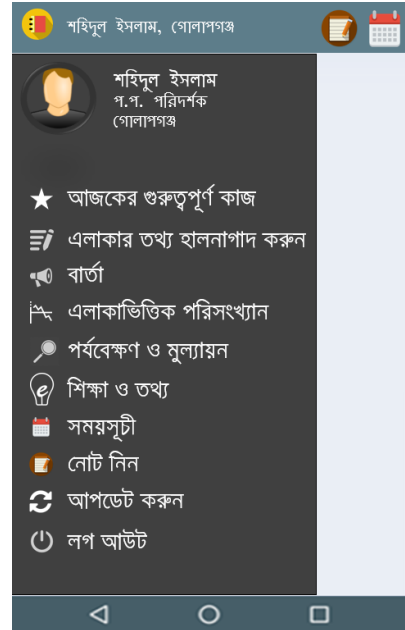 শহিদুল ইসলাম, গোলাপগঞ্জ
শহিদুল ইসলাম
প.প. পরিদর্শক
গোলাপগঞ্জ
আজকের গুরুত্বপূর্ণ কাজ
এলাকার তথ্য হালনাগাদ করুন
বার্তা
এলাকাভিত্তিক পরিসংখ্যান
পর্যবেক্ষণ ও মুল্যায়ন
শিক্ষা ও তথ্য
সময়সূচী
নোট নিন
আপডেট করুন
লগ আউট